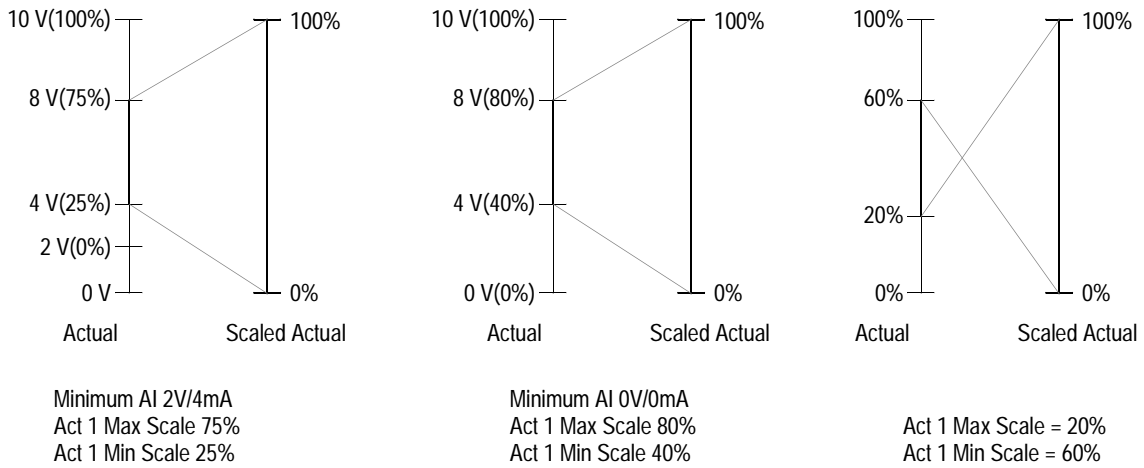 10 V(100%)
100%
8 V(75%)
4 V(25%)
2 V(0%)
0 V
0%
Actual
Scaled Actual
Minimum AI 2V/4mA
Act 1 Max Scale 75%
Act 1 Min Scale 25%
10 V(100%)
100%
8 V(80%)
4 V(40%)
0 V(0%)
0%
Actual
Scaled Actual
Minimum AI 0V/0mA
Act 1 Max Scale 80%
Act 1 Min Scale 40%
100%
100%
60%
20%
0%
0%
Actual
Scaled Actual
Act 1 Max Scale = 20%
Act 1 Min Scale = 60%